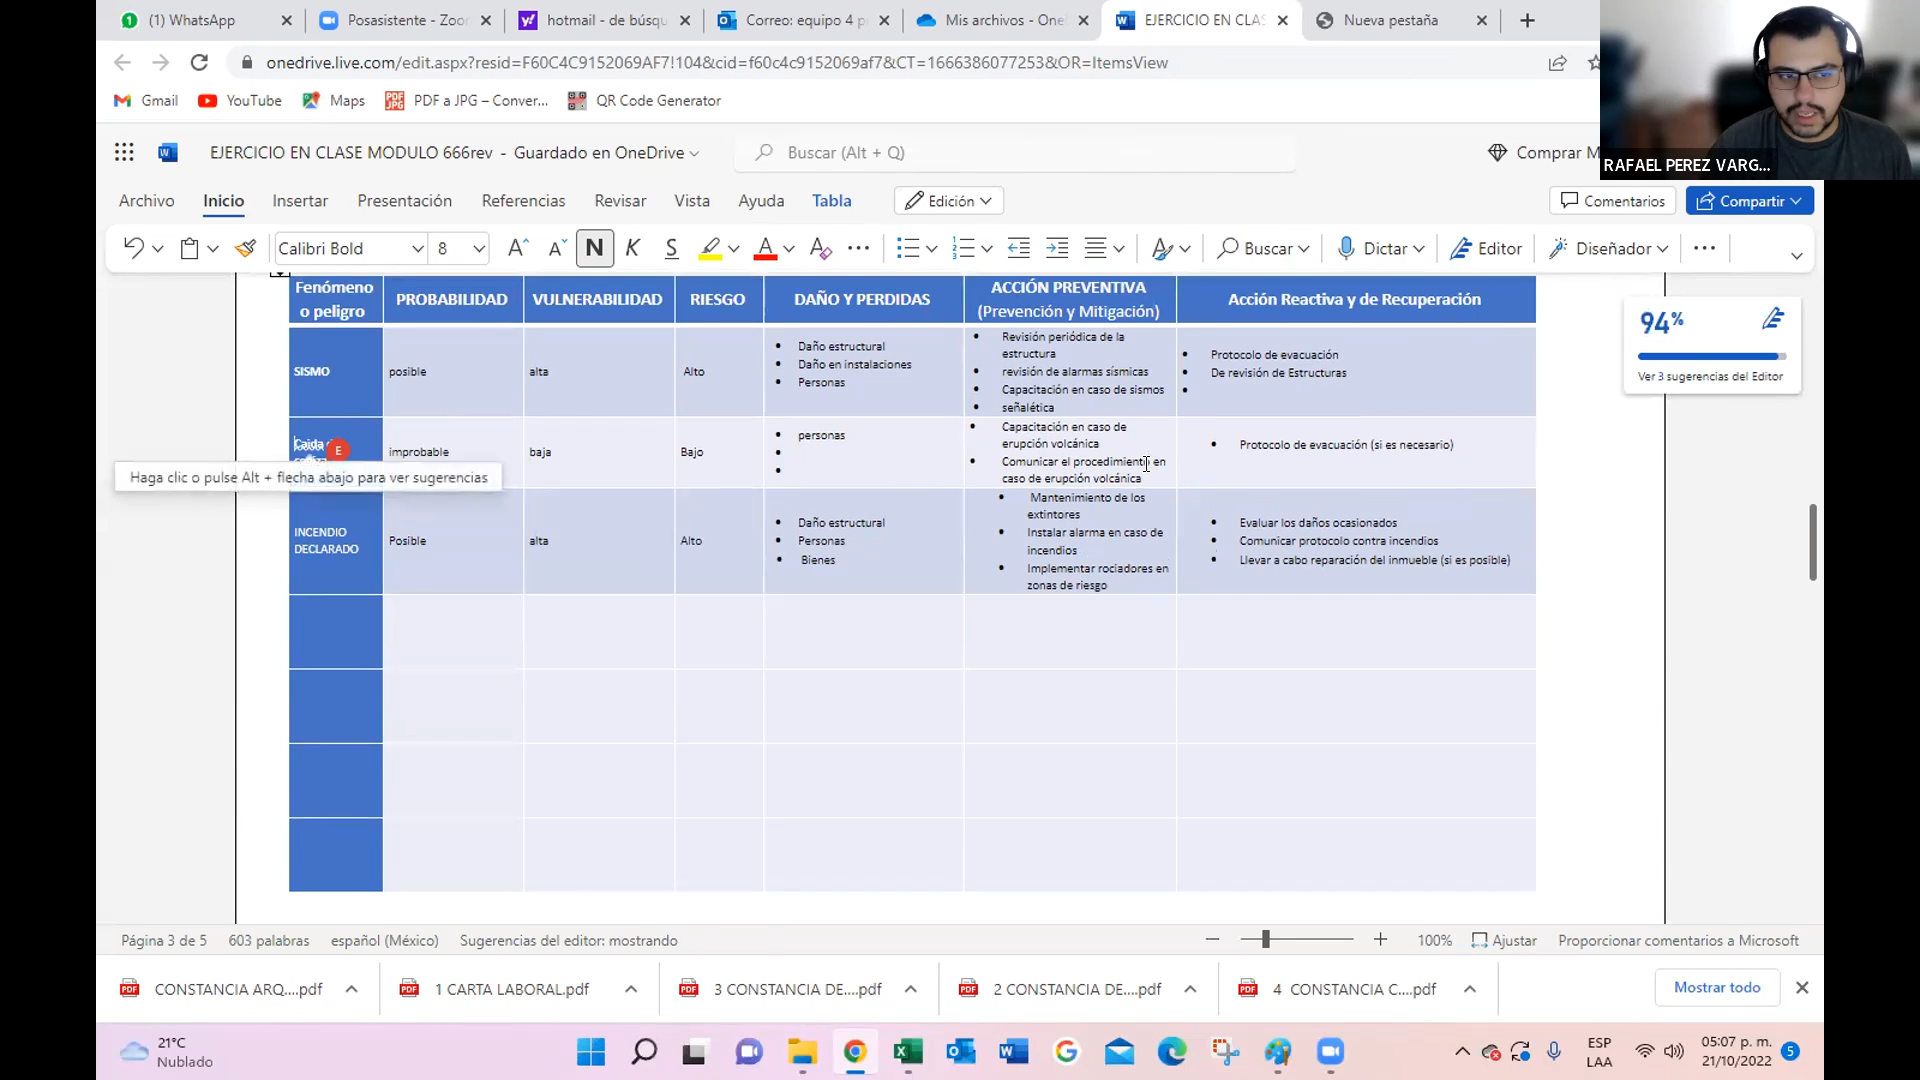 (1) WhatsApp
Posasistente - Zoo
hotmail - de búsqu
Correo: equipo 4 p
Mis archivos - One
EJERCICIO EN CLAS
Nueva pestaña
onedrive.live.com/edit.aspx?resid=F60C4C9152069AF7!104&cid=f60c4c9152069af7&CT=1666386077253&OR=ItemsView
Gmail
YouTube
Maps
PDF a JPG – Conver...
QR Code Generator
EJERCICIO EN CLASE MODULO 666rev - Guardado en OneDrive
Buscar (Alt + Q)
Comprar M
RAFAEL PEREZ VARG...
Archivo
Inicio
Insertar
Presentación
Referencias
Revisar
Vista
Ayuda
Tabla
Edición
Comentarios
Compartir
Calibri Bold
8
N K S
Buscar
Dictar
Editor
Diseñador
Fenómeno
o peligro
PROBABILIDAD
VULNERABILIDAD
RIESGO
DAÑO Y PERDIDAS
ACCIÓN PREVENTIVA
(Prevención y Mitigación)
Acción Reactiva y de Recuperación
94%
Ver 3 sugerencias del Editor
SISMO
posible
alta
Alto
• Daño estructural
• Daño en instalaciones
• Personas
• Revisión periódica de la
estructura
• revisión de alarmas sísmicas
• Capacitación en caso de sismos
• señalética
• Protocolo de evacuación
• De revisión de Estructuras
•
Caida
E
Haga clic o pulse Alt + flecha abajo para ver sugerencias
improbable
baja
Bajo
• personas
•
•
• Capacitación en caso de
erupción volcánica
• Comunicar el procedimiento en
caso de erupción volcánica
• Protocolo de evacuación (si es necesario)
INCENDIO
DECLARADO
Posible
alta
Alto
• Daño estructural
• Personas
• Bienes
• Mantenimiento de los
extintores
• Instalar alarma en caso de
incendios
• Implementar rociadores en
zonas de riesgo
• Evaluar los daños ocasionados
• Comunicar protocolo contra incendios
• Llevar a cabo reparación del inmueble (si es posible)
Página 3 de 5
603 palabras
español (México)
Sugerencias del editor: mostrando
100%
Ajustar
Proporcionar comentarios a Microsoft
CONSTANCIA ARQ....pdf
1 CARTA LABORAL.pdf
3 CONSTANCIA DE....pdf
2 CONSTANCIA DE....pdf
4 CONSTANCIA C....pdf
Mostrar todo
21°C
Nublado
ESP
LAA
05:07 p. m.
21/10/2022
5